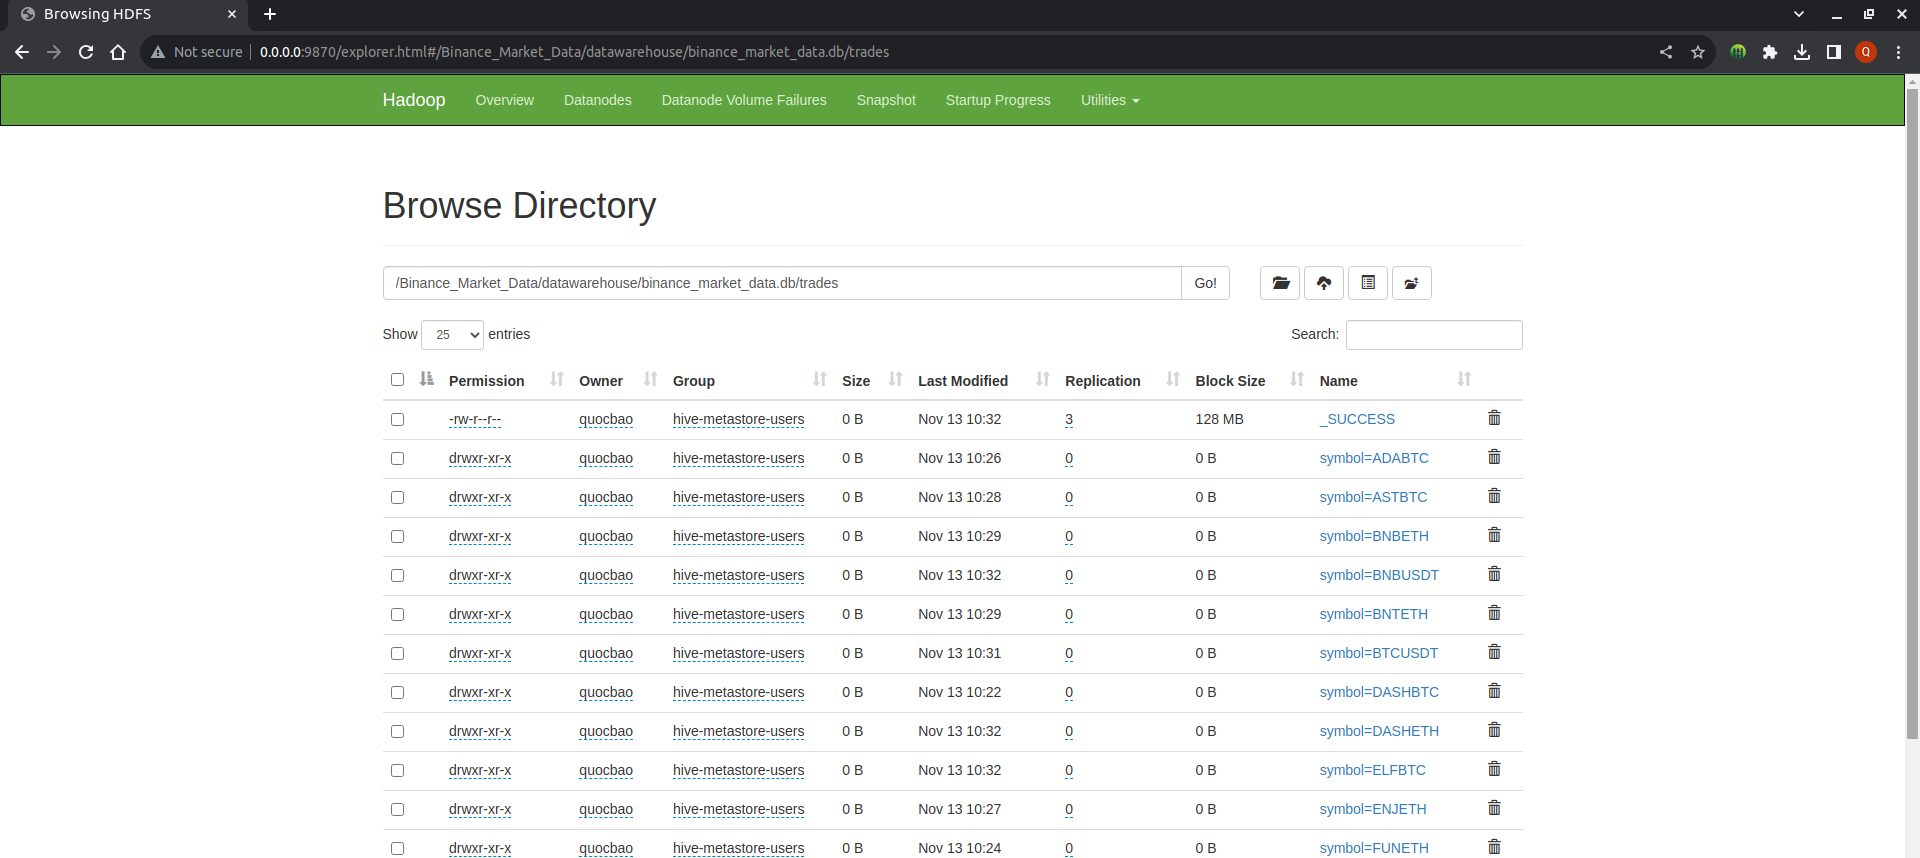 Browsing HDFS
Not secure 0.0.0.0:9870/explorer.html#/Binance_Market_Data/datawarehouse/binance_market_data.db/trades Q
Hadoop Overview Datanodes Datanode Volume Failures Snapshot Startup Progress Utilities
Browse Directory
/Binance_Market_Data/datawarehouse/binance_market_data.db/trades Go!
Show 25 entries Search:
Permission Owner Group Size Last Modified Replication Block Size Name
-rw-r--r-- quocbao hive-metastore-users 0 B Nov 13 10:32 3 128 MB _SUCCESS
drwxr-xr-x quocbao hive-metastore-users 0 B Nov 13 10:26 0 0 B symbol=ADABTC
drwxr-xr-x quocbao hive-metastore-users 0 B Nov 13 10:28 0 0 B symbol=ASTBTC
drwxr-xr-x quocbao hive-metastore-users 0 B Nov 13 10:29 0 0 B symbol=BNBETH
drwxr-xr-x quocbao hive-metastore-users 0 B Nov 13 10:32 0 0 B symbol=BNBUSDT
drwxr-xr-x quocbao hive-metastore-users 0 B Nov 13 10:29 0 0 B symbol=BNTETH
drwxr-xr-x quocbao hive-metastore-users 0 B Nov 13 10:31 0 0 B symbol=BTCUSDT
drwxr-xr-x quocbao hive-metastore-users 0 B Nov 13 10:22 0 0 B symbol=DASHBTC
drwxr-xr-x quocbao hive-metastore-users 0 B Nov 13 10:32 0 0 B symbol=DASHETH
drwxr-xr-x quocbao hive-metastore-users 0 B Nov 13 10:32 0 0 B symbol=ELFBTC
drwxr-xr-x quocbao hive-metastore-users 0 B Nov 13 10:27 0 0 B symbol=ENJETH
drwxr-xr-x quocbao hive-metastore-users 0 B Nov 13 10:24 0 0 B symbol=FUNETH